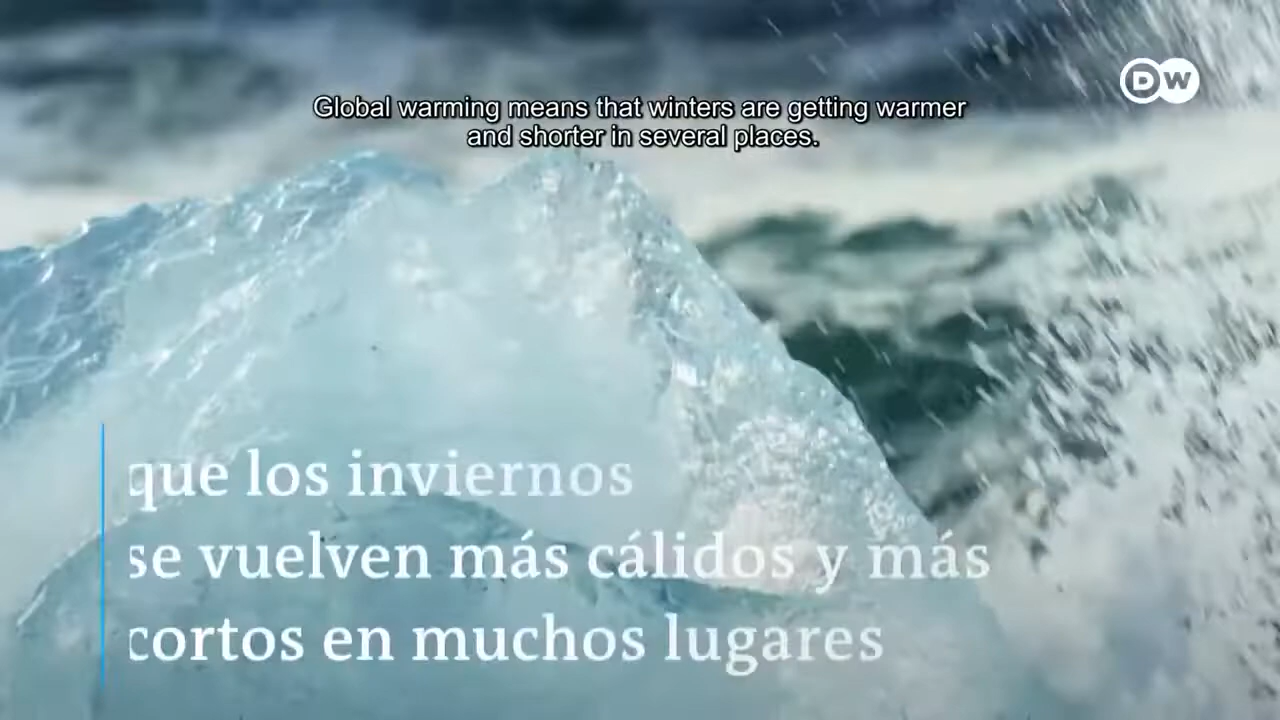 DW
Global warming means that winters are getting warmer
and shorter in several places.
que los inviernos
se vuelven más cálidos y más
cortos en muchos lugares